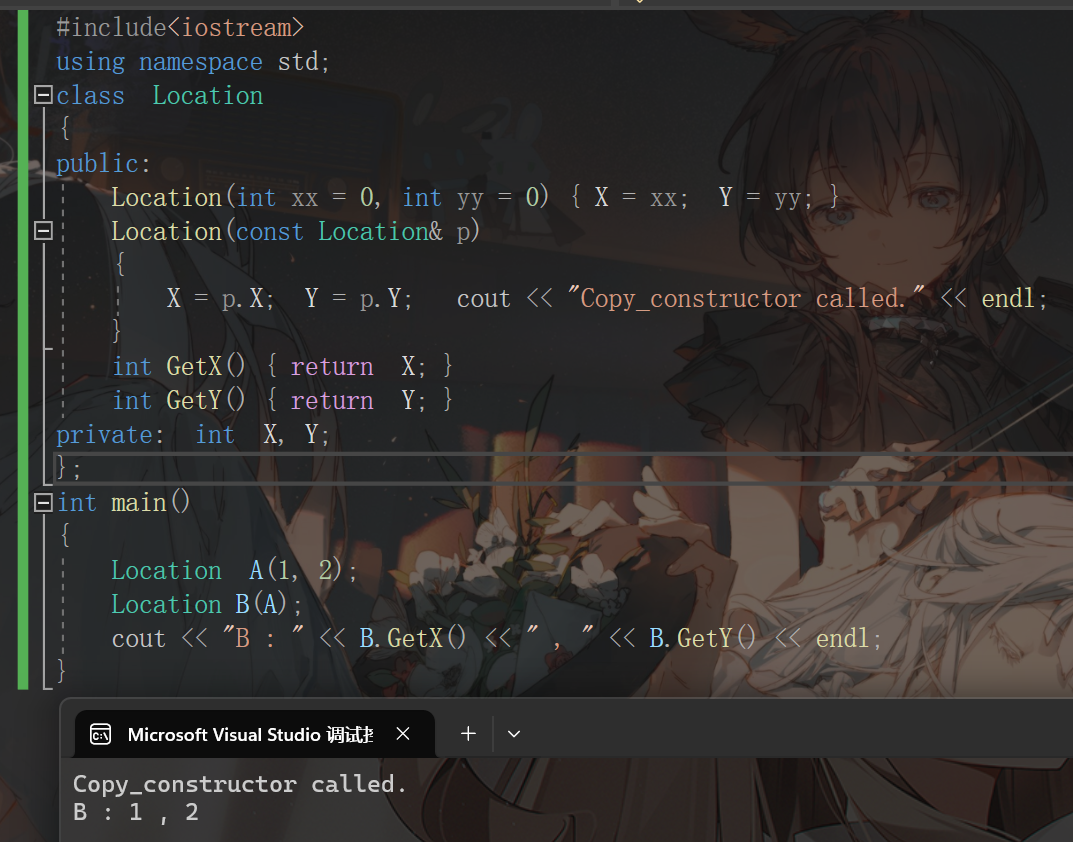 #include<iostream>
using namespace std;
class  Location
{
public:
    Location(int xx = 0, int yy = 0) { X = xx;  Y = yy; }
    Location(const Location& p)
    {
        X = p.X;  Y = p.Y;   cout << "Copy_constructor called." << endl;
    }
    int GetX() { return  X; }
    int GetY() { return  Y; }
private:  int  X, Y;
};
int main()
{
    Location  A(1, 2);
    Location B(A);
    cout << "B : " << B.GetX() << " , " << B.GetY() << endl;
}
Microsoft Visual Studio 调试
Copy_constructor called.
B : 1 , 2